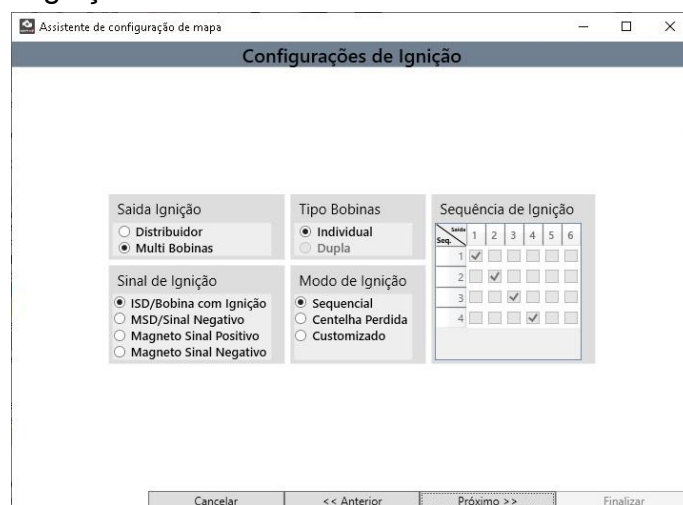 Assistente de configuração de mapa
Configurações de Ignição
Saida Ignição
Distribuidor
Multi Bobinas
Tipo Bobinas
Individual
Dupla
Sequência de Ignição
Saída
Seq.
1 2 3 4 5 6
1
2
3
4
Sinal de Ignição
ISD/Bobina com Ignição
MSD/Sinal Negativo
Magneto Sinal Positivo
Magneto Sinal Negativo
Modo de Ignição
Sequencial
Centelha Perdida
Customizado
Cancelar << Anterior Próximo >> Finalizar